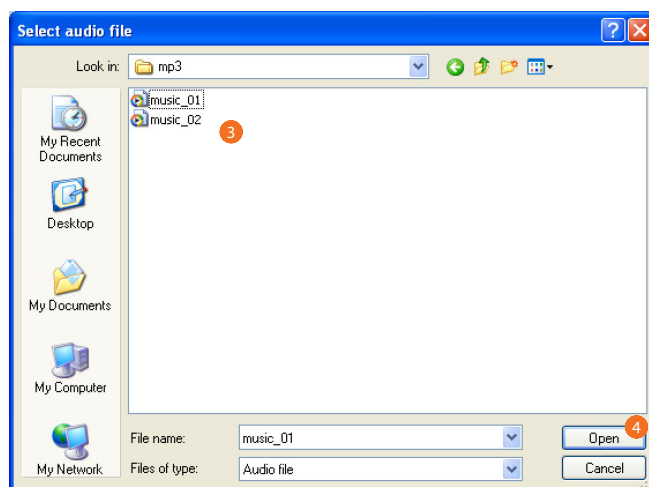 Select audio file
Look in: mp3
music_01
music_02
3
My Recent
Documents
Desktop
My Documents
My Computer
My Network
File name: music_01
Open
4
Files of type: Audio file
Cancel